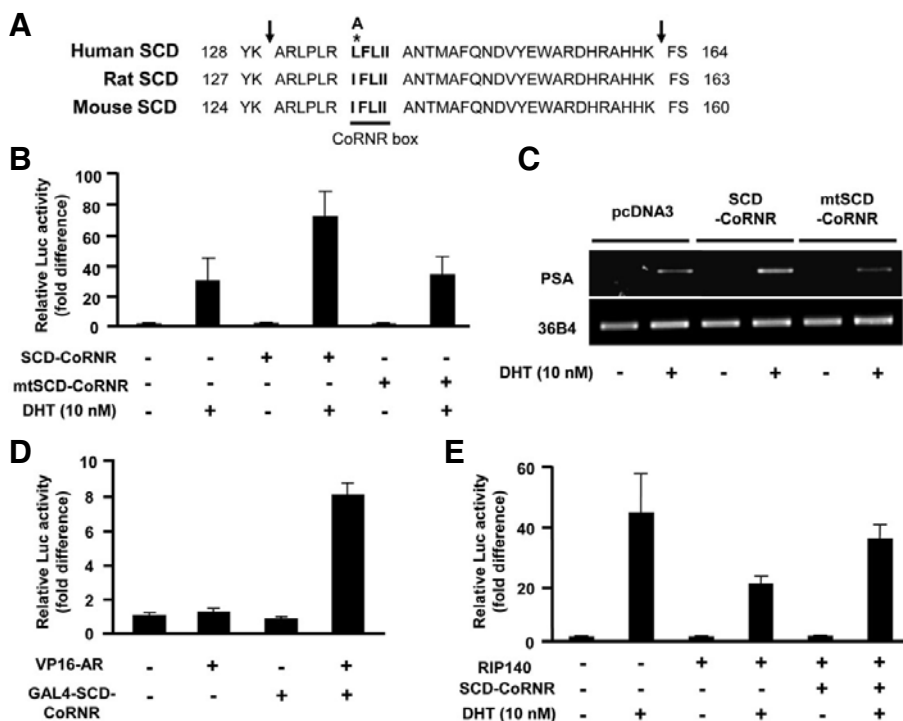 A
A
*
Human SCD 128 YK ARLPLR LFLII ANTMAFQNDVYEWARDHRAHHK FS 164
Rat SCD 127 YK ARLPLR IFLII ANTMAFQNDVYEWARDHRAHHK FS 163
Mouse SCD 124 YK ARLPLR IFLII ANTMAFQNDVYEWARDHRAHHK FS 160
CoRNR box
B
Relative Luc activity
(fold difference)
100
80
60
40
20
0
SCD-CoRNR - - + + - -
mtSCD-CoRNR - - - - + +
DHT (10 nM) - + - + - +
C
pcDNA3
SCD
-CoRNR
mtSCD
-CoRNR
PSA
36B4
DHT (10 nM) - + - + - +
D
Relative Luc activity
(fold difference)
10
8
6
4
2
0
VP16-AR - + - +
GAL4-SCD-
CoRNR - - + +
E
Relative Luc activity
(fold difference)
60
40
20
0
RIP140 - - + + + +
SCD-CoRNR - - - - + +
DHT (10 nM) - + - + - +